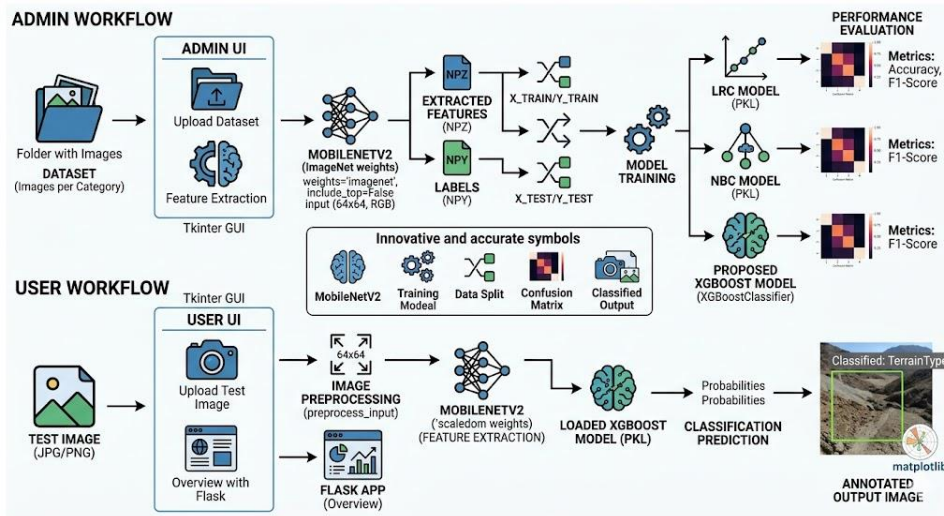 ADMIN WORKFLOW
Folder with Images
DATASET
(Images per Category)
ADMIN UI
Upload Dataset
Feature Extraction
Tkinter GUI
MOBILENETV2
(ImageNet weights)
weights='imagenet',
include_top=False
input (64x64, RGB)
NPZ
EXTRACTED
FEATURES
(NPZ)
NPY
LABELS
(NPY)
X_TRAIN/Y_TRAIN
X_TEST/Y_TEST
MODEL
TRAINING
LRC MODEL
(PKL)
NBC MODEL
(PKL)
PROPOSED
XGBOOST MODEL
(XGBoostClassifier)
PERFORMANCE
EVALUATION
Metrics:
Accuracy,
F1-Score
Metrics:
F1-Score
Metrics:
F1-Score
Innovative and accurate symbols
MobileNetV2
Training
Modeal
Data Split
Confusion
Matrix
Classified
Output
USER WORKFLOW
TEST IMAGE
(JPG/PNG)
Tkinter GUI
USER UI
Upload Test
Image
Overview with
Flask
64x64
IMAGE
PREPROCESSING
(preprocess_input)
FLASK APP
(Overview)
MOBILENETV2
('scaledom weights)
(FEATURE EXTRACTION)
LOADED XGBOOST
MODEL (PKL)
Probabilities
Probabilities
CLASSIFICATION
PREDICTION
Classified: TerrainType
matplotlib
ANNOTATED
OUTPUT IMAGE